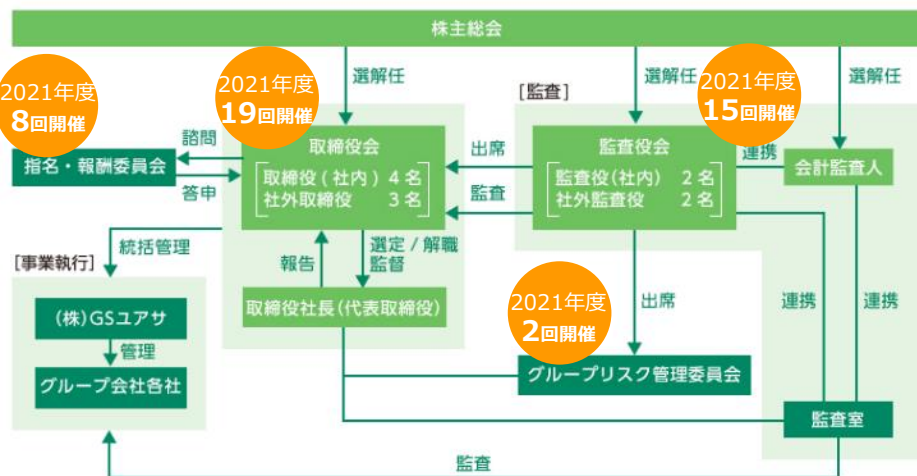 株主総会
選解任
選解任
選解任
2021年度
8回開催
2021年度
19回開催
[監査]
2021年度
15回開催
諮問
指名・報酬委員会
答申
取締役会
取締役(社内) 4名
社外取締役 3名
出席
監査
監査役会
監査役(社内) 2名
社外監査役 2名
連携
会計監査人
統括管理
[事業執行]
報告
選定/解職
監督
取締役社長(代表取締役)
2021年度
2回開催
出席
連携
連携
(株)GSユアサ
管理
グループ会社各社
グループリスク管理委員会
監査室
監査